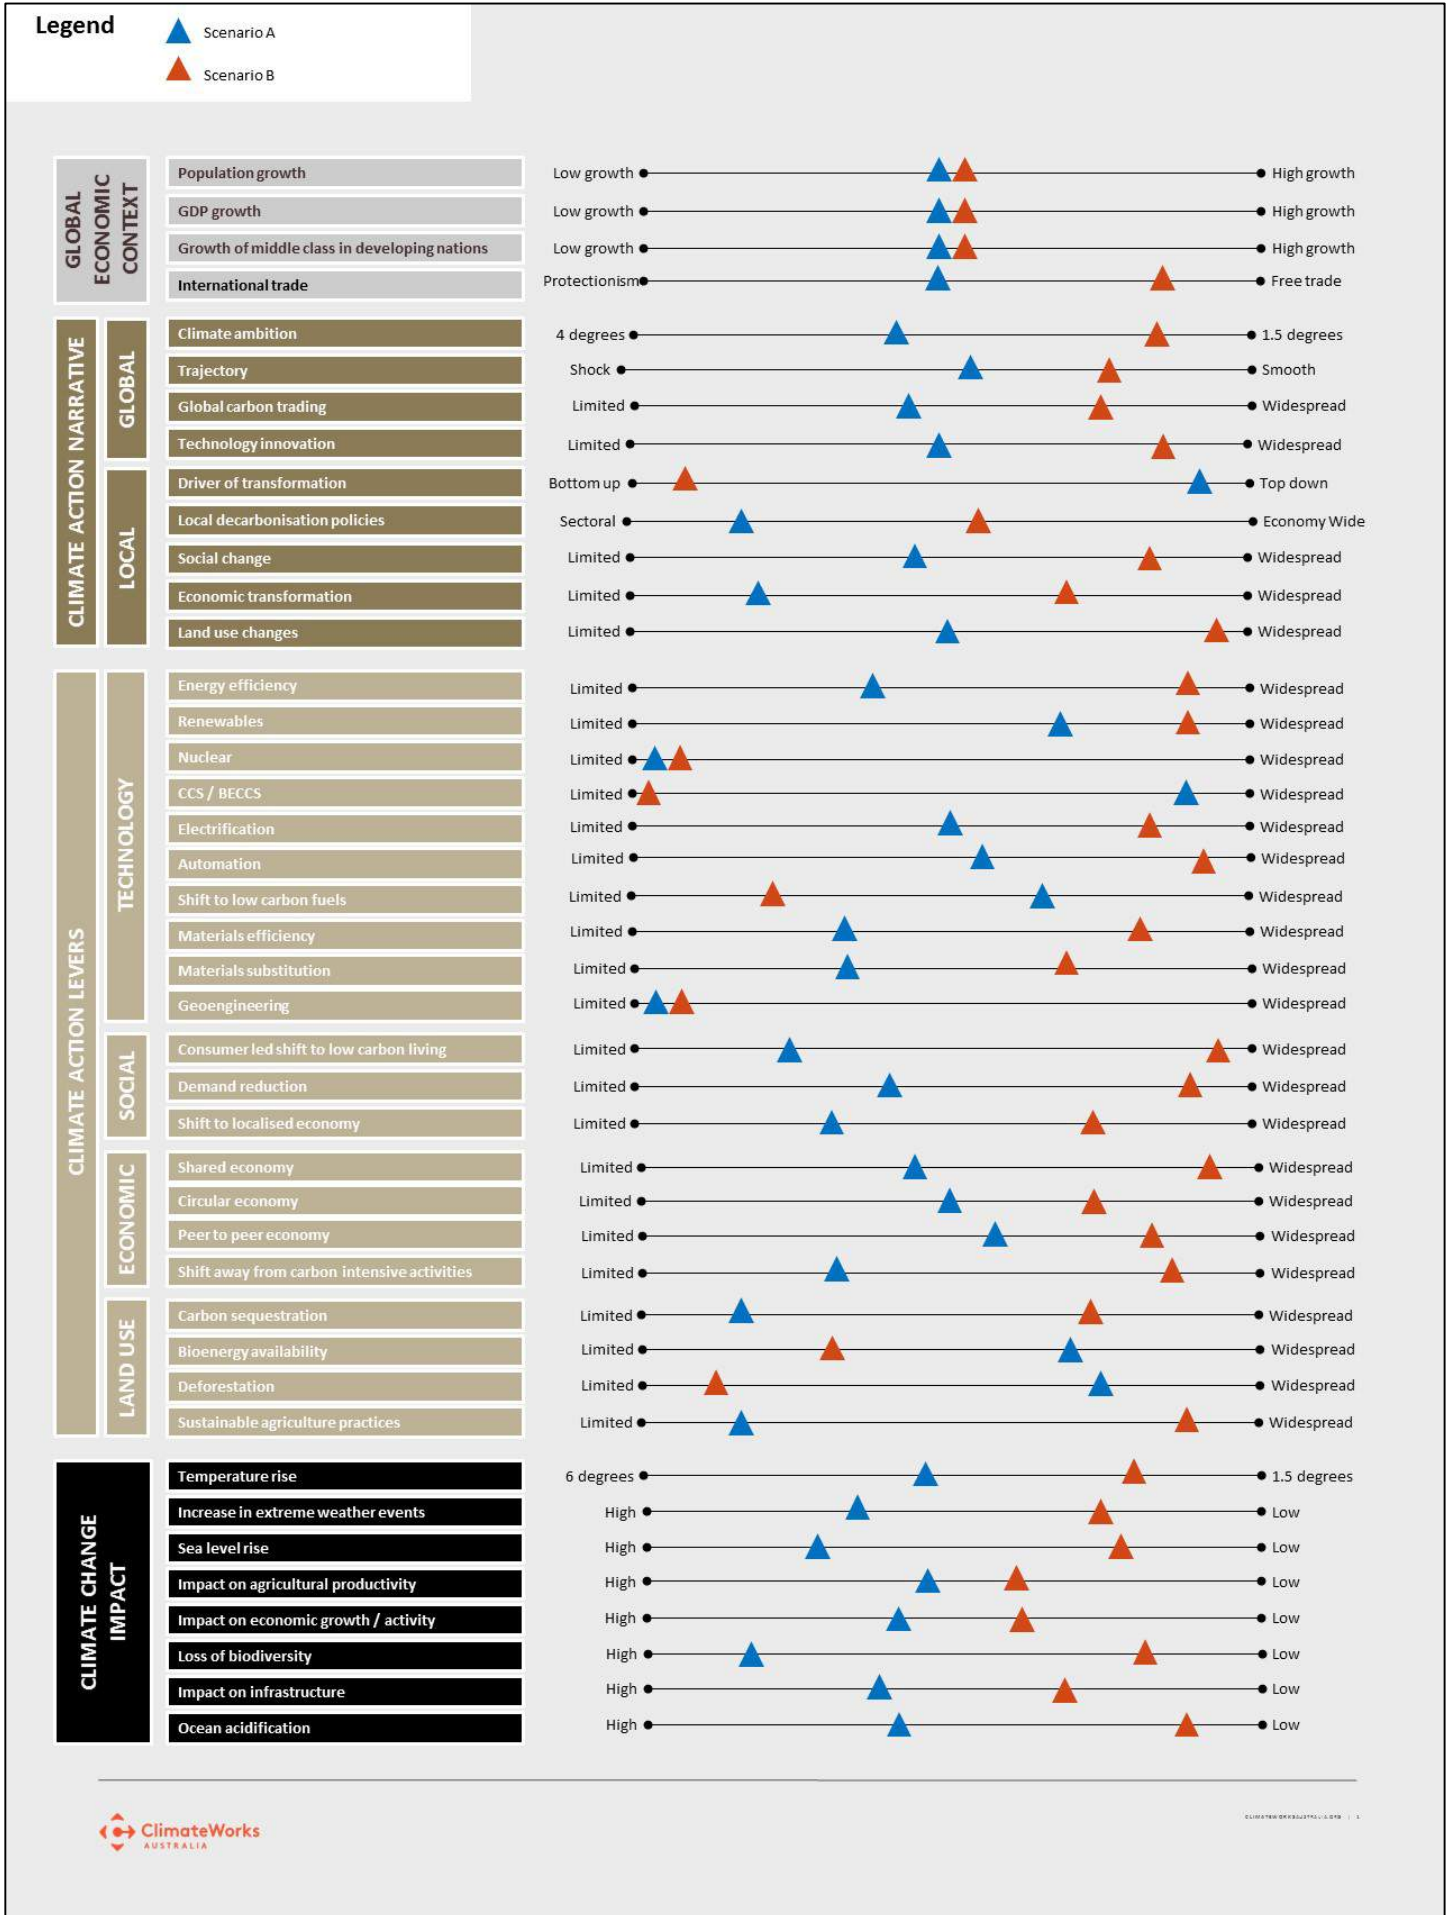 Legend
Scenario A
Scenario B
GLOBAL
ECONOMIC
CONTEXT
Population growth
Low growth
High growth
GDP growth
Low growth
High growth
Growth of middle class in developing nations
Low growth
High growth
International trade
Protectionism
Free trade
CLIMATE ACTION NARRATIVE
GLOBAL
Climate ambition
4 degrees
1.5 degrees
Trajectory
Shock
Smooth
Global carbon trading
Limited
Widespread
Technology innovation
Limited
Widespread
LOCAL
Driver of transformation
Bottom up
Top down
Local decarbonisation policies
Sectoral
Economy Wide
Social change
Limited
Widespread
Economic transformation
Limited
Widespread
Land use changes
Limited
Widespread
CLIMATE ACTION LEVERS
TECHNOLOGY
Energy efficiency
Limited
Widespread
Renewables
Limited
Widespread
Nuclear
Limited
Widespread
CCS / BECCS
Limited
Widespread
Electrification
Limited
Widespread
Automation
Limited
Widespread
Shift to low carbon fuels
Limited
Widespread
Materials efficiency
Limited
Widespread
Materials substitution
Limited
Widespread
Geoengineering
Limited
Widespread
SOCIAL
Consumer led shift to low carbon living
Limited
Widespread
Demand reduction
Limited
Widespread
Shift to localised economy
Limited
Widespread
ECONOMIC
Shared economy
Limited
Widespread
Circular economy
Limited
Widespread
Peer to peer economy
Limited
Widespread
Shift away from carbon intensive activities
Limited
Widespread
LAND USE
Carbon sequestration
Limited
Widespread
Bioenergy availability
Limited
Widespread
Deforestation
Limited
Widespread
Sustainable agriculture practices
Limited
Widespread
CLIMATE CHANGE
IMPACT
Temperature rise
6 degrees
1.5 degrees
Increase in extreme weather events
High
Low
Sea level rise
High
Low
Impact on agricultural productivity
High
Low
Impact on economic growth / activity
High
Low
Loss of biodiversity
High
Low
Impact on infrastructure
High
Low
Ocean acidification
High
Low
ClimateWorks
AUSTRALIA
CLIMATEWORKSAUSTRALIA.ORG | 1